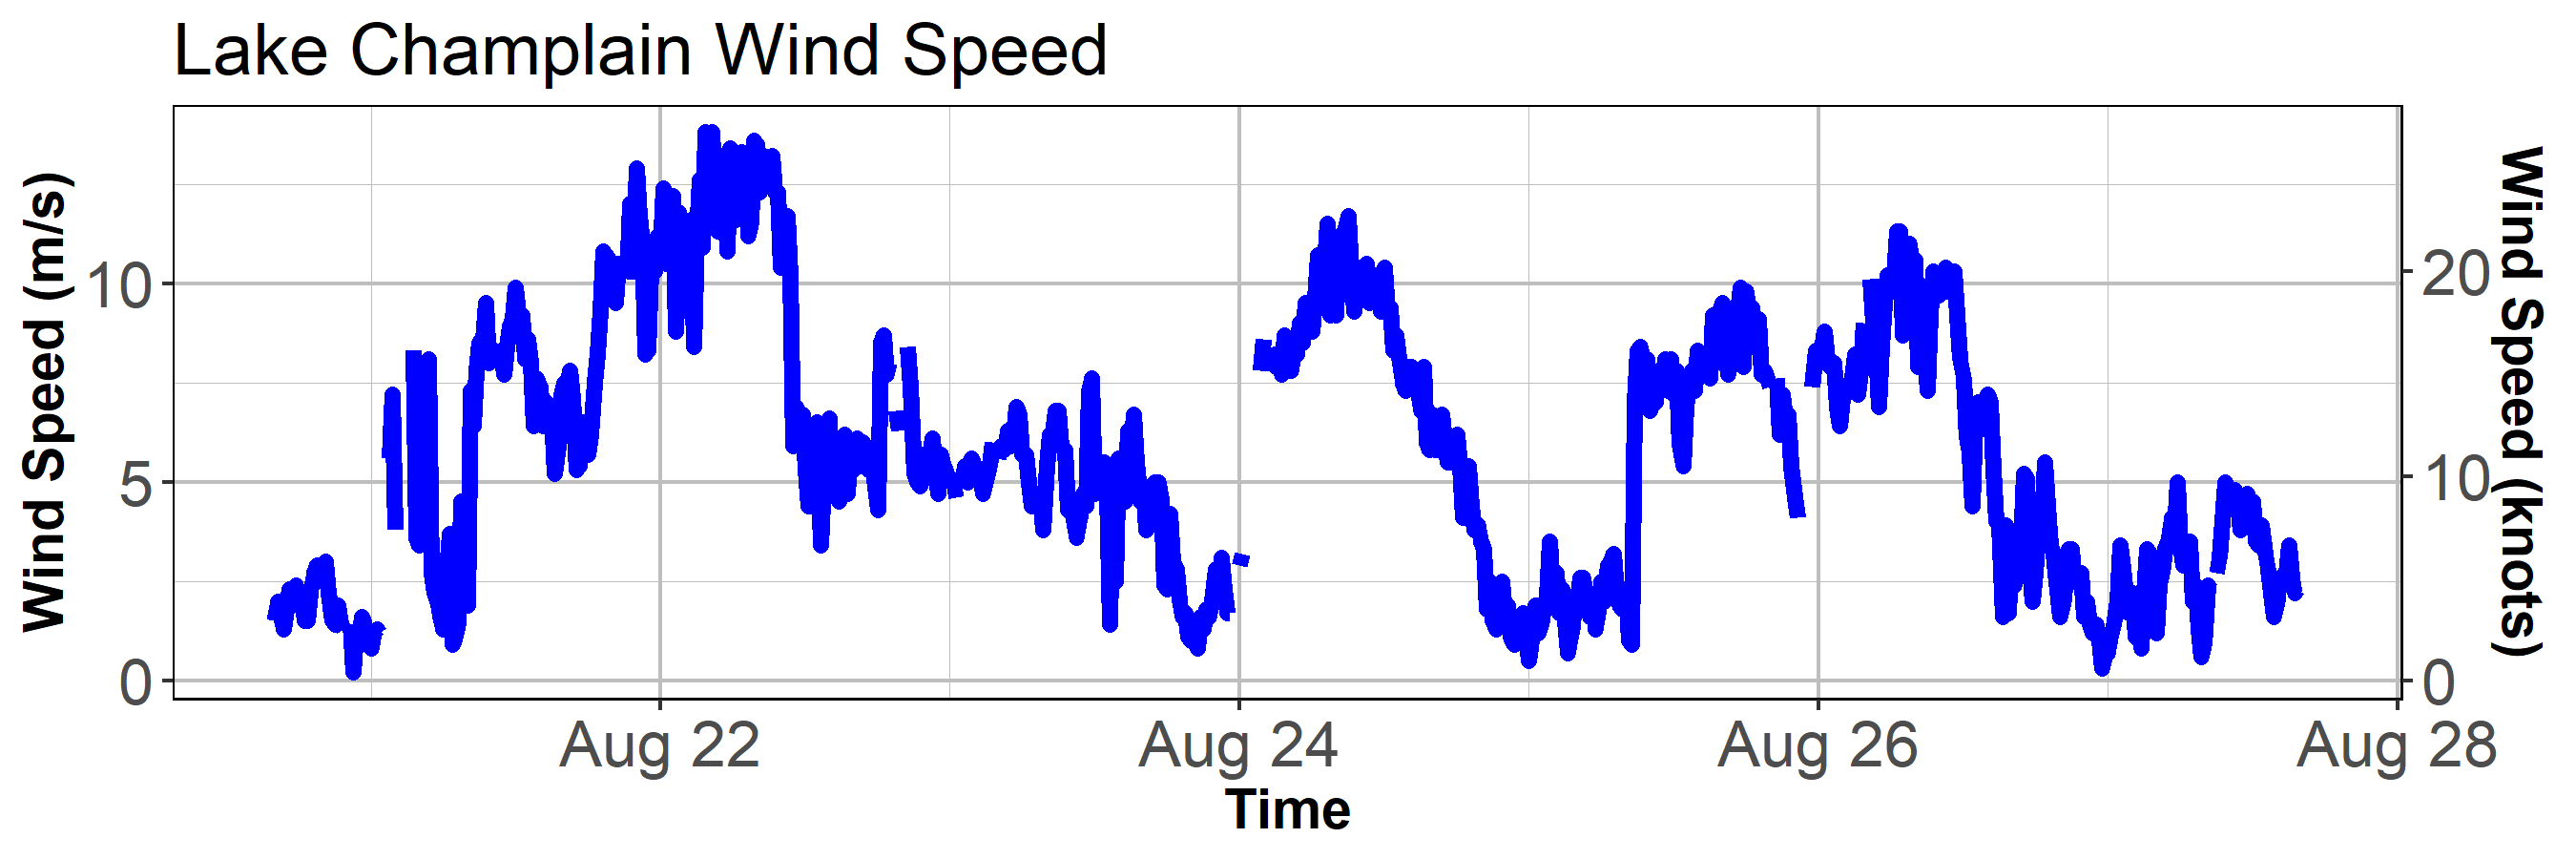 Lake Champlain Wind Speed
Wind Speed (m/s)
10
5
0
20
10
0
Wind Speed (knots)
Aug 22
Aug 24
Aug 26
Aug 28
Time